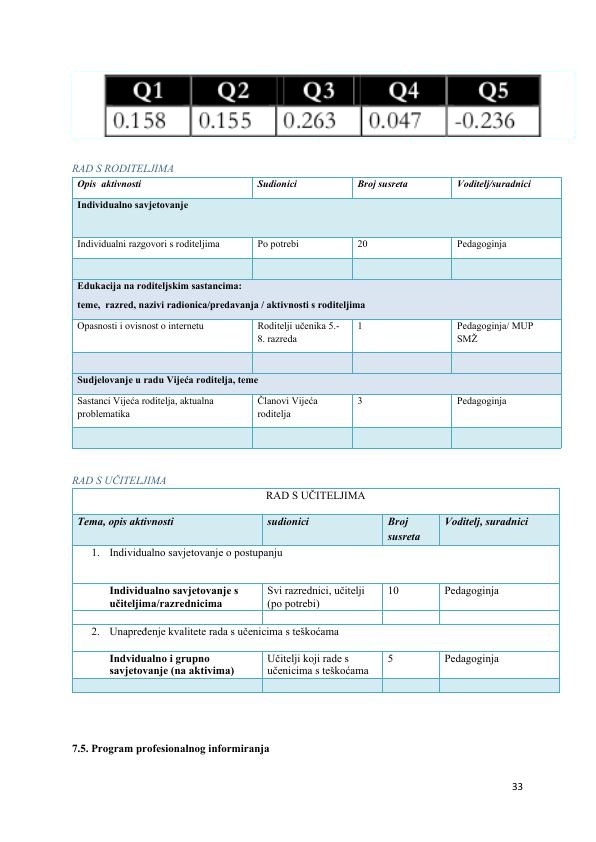 Q1 Q2 Q3 Q4 Q5
0.158 0.155 0.263 0.047 -0.236
RAD S RODITELJIMA
Opis aktivnosti Sudionici Broj susreta Voditelj/suradnici
Individualno savjetovanje
Individualni razgovori s roditeljima Po potrebi 20 Pedagoginja
Edukacija na roditeljskim sastancima:
teme, razred, nazivi radionica/predavanja / aktivnosti s roditeljima
Opasnosti i ovisnost o internetu Roditelji učenika 5.- 1 Pedagoginja/ MUP
8. razreda SMŽ
Sudjelovanje u radu Vijeća roditelja, teme
Sastanci Vijeća roditelja, aktualna Članovi Vijeća 3 Pedagoginja
problematika roditelja
RAD S UČITELJIMA
RAD S UČITELJIMA
Tema, opis aktivnosti sudionici Broj Voditelj, suradnici
susreta
1. Individualno savjetovanje o postupanju
Individualno savjetovanje s Svi razrednici, učitelji 10 Pedagoginja
učiteljima/razrednicima (po potrebi)
2. Unapređenje kvalitete rada s učenicima s teškoćama
Indvidualno i grupno Učitelji koji rade s 5 Pedagoginja
savjetovanje (na aktivima) učenicima s teškoćama
7.5. Program profesionalnog informiranja
33